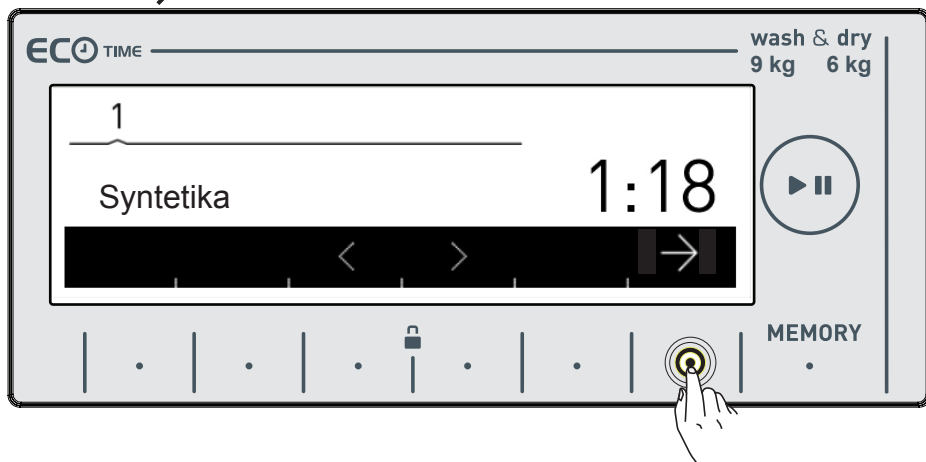 ECO TIME
wash & dry
9 kg 6 kg
1
Syntetika
1:18
MEMORY